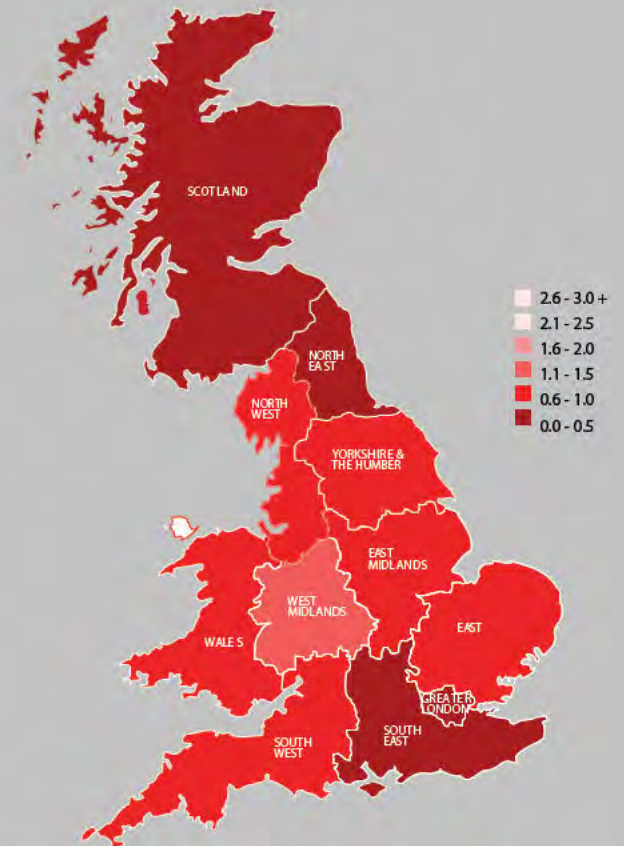 SCOTLAND
2.6 - 3.0 +
2.1 - 2.5
1.6 - 2.0
1.1 - 1.5
0.6 - 1.0
0.0 - 0.5
NORTH
EAST
NORTH
WEST
YORKSHIRE &
THE HUMBER
EAST
MIDLANDS
WEST
MIDLANDS
EAST
WALES
GREATER
LONDON
SOUTH
EAST
SOUTH
WEST